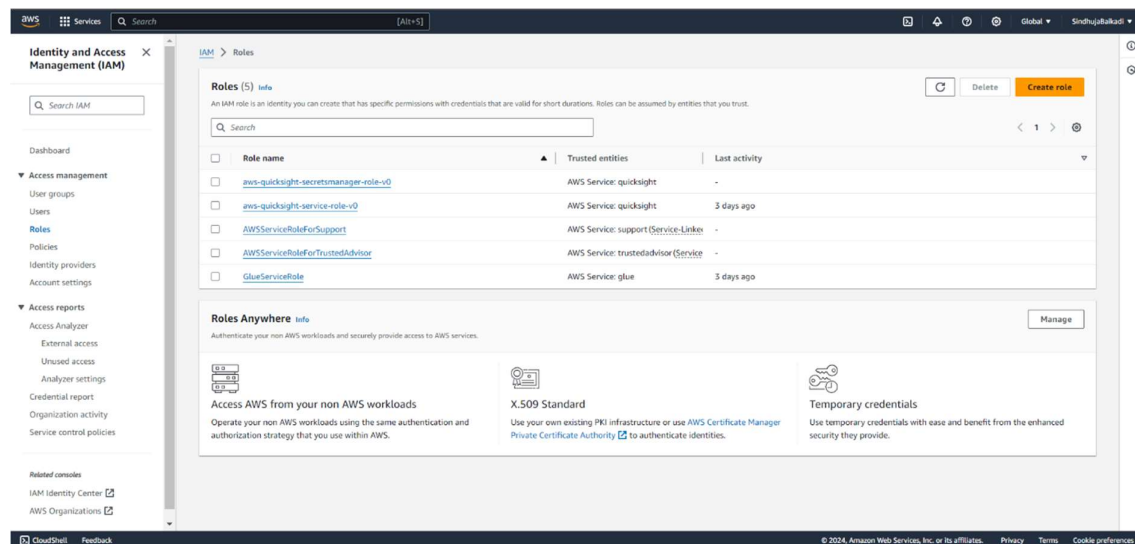 aws Services Search [Alt+S] Global SindhujaBalkadi
Identity and Access
Management (IAM)
Search IAM
Dashboard
Access management
User groups
Users
Roles
Policies
Identity providers
Account settings
Access reports
Access Analyzer
External access
Unused access
Analyzer settings
Credential report
Organization activity
Service control policies
Related consoles
IAM Identity Center
AWS Organizations
IAM > Roles
Roles (5) Info
Delete Create role
An IAM role is an identity you can create that has specific permissions with credentials that are valid for short durations. Roles can be assumed by entities that you trust.
Search
1
Role name Trusted entities Last activity
aws-quicksight-secretsmanager-role-v0 AWS Service: quicksight -
aws-quicksight-service-role-v0 AWS Service: quicksight 3 days ago
AWSServiceRoleForSupport AWS Service: support (Service-Linke -
AWSServiceRoleForTrustedAdvisor AWS Service: trustedadvisor (Service -
GlueServiceRole AWS Service: glue 3 days ago
Roles Anywhere Info
Manage
Authenticate your non AWS workloads and securely provide access to AWS services.
Access AWS from your non AWS workloads
Operate your non AWS workloads using the same authentication and
authorization strategy that you use within AWS.
X.509 Standard
Use your own existing PKI infrastructure or use AWS Certificate Manager
Private Certificate Authority to authenticate identities.
Temporary credentials
Use temporary credentials with ease and benefit from the enhanced
security they provide.
CloudShell Feedback © 2024, Amazon Web Services, Inc. or its affiliates. Privacy Terms Cookie preferences